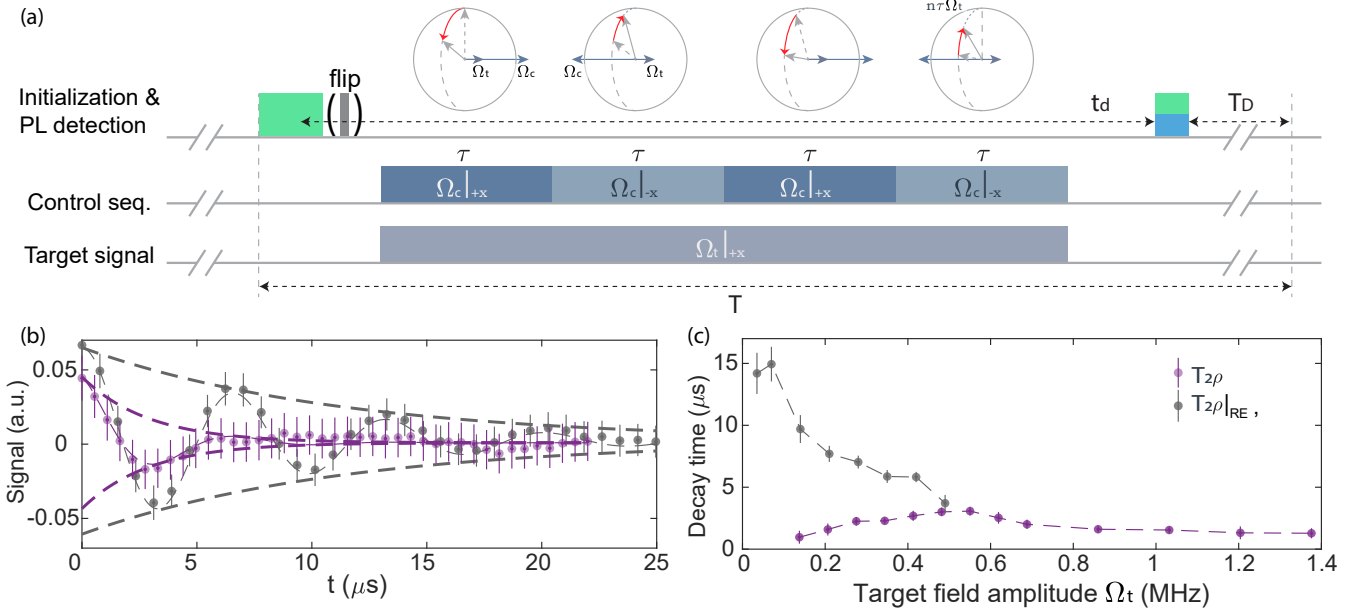 (a)
nτΩt
Ωt Ωc
Ωc Ωt
flip
( )
Initialization &
PL detection
td
TD
τ τ τ τ
Control seq.
Ωc|+x Ωc|-x Ωc|+x Ωc|-x
Target signal
Ωt|+x
T
(b)
0.05
0
-0.05
Signal (a.u.)
0 5 10 15 20 25
t (μs)
(c)
15
10
5
0
Decay time (μs)
T2ρ
T2ρ|RE ,
0 0.2 0.4 0.6 0.8 1 1.2 1.4
Target field amplitude Ωt (MHz)